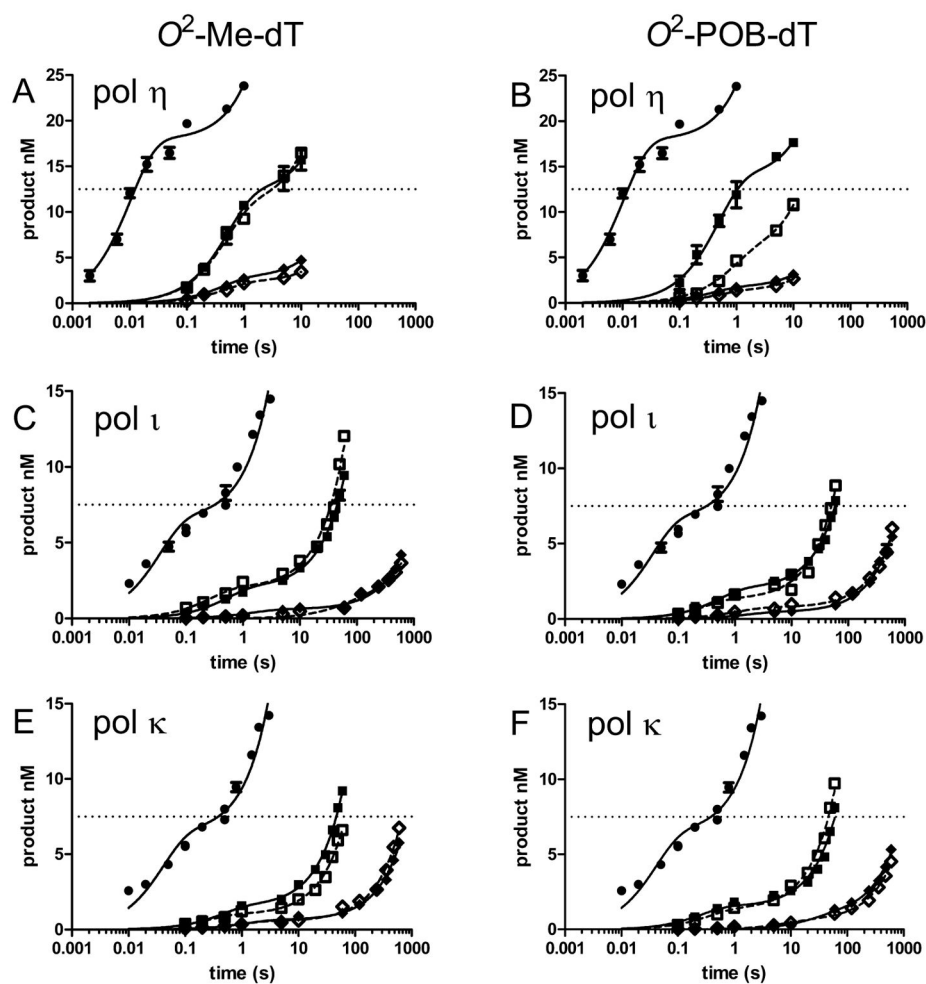 O²-Me-dT
O²-POB-dT
A
pol η
25
20
15
10
5
0
product nM
0.001 0.01 0.1 1 10 100 1000
time (s)
B
pol η
25
20
15
10
5
0
product nM
0.001 0.01 0.1 1 10 100 1000
time (s)
C
pol ι
15
10
5
0
product nM
0.001 0.01 0.1 1 10 100 1000
time (s)
D
pol ι
15
10
5
0
product nM
0.001 0.01 0.1 1 10 100 1000
time (s)
E
pol κ
15
10
5
0
product nM
0.001 0.01 0.1 1 10 100 1000
time (s)
F
pol κ
15
10
5
0
product nM
0.001 0.01 0.1 1 10 100 1000
time (s)